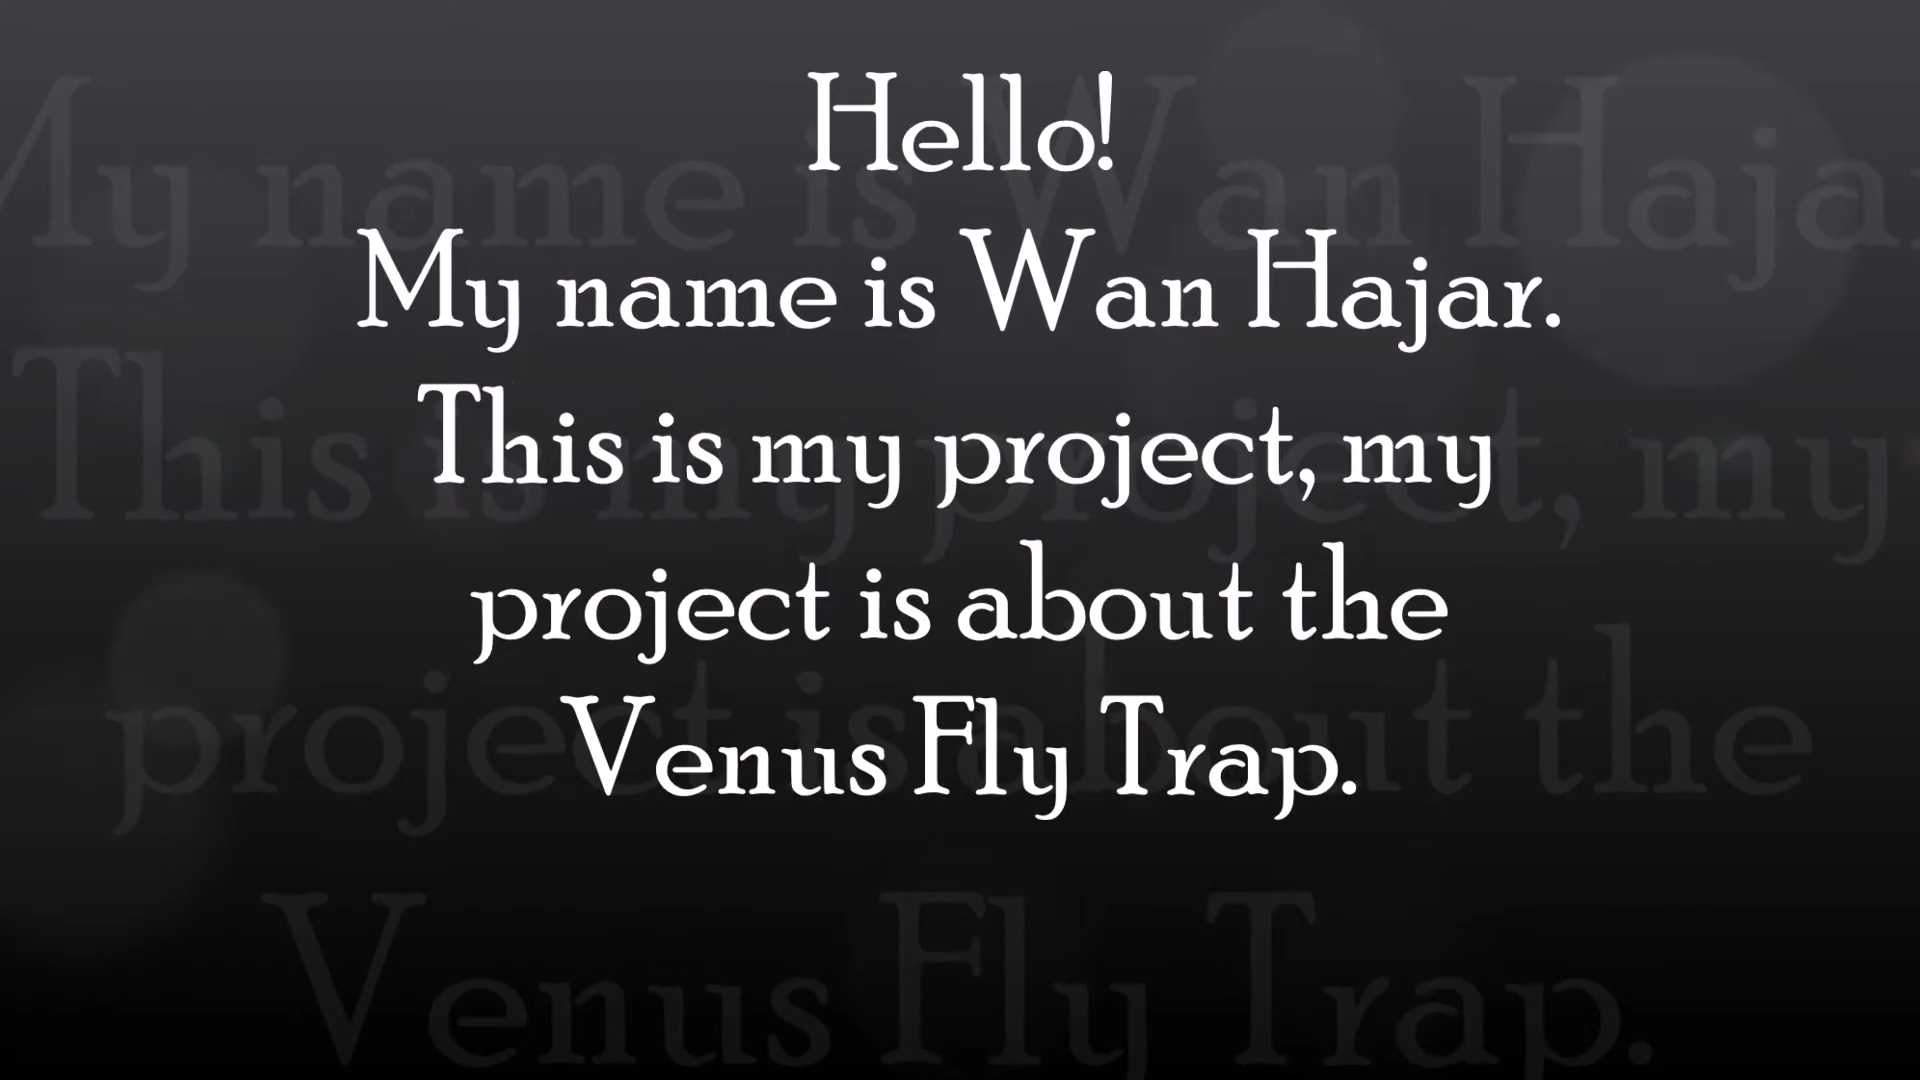 Hello!
My name is Wan Hajar.
This is my project, my
project is about the
Venus Fly Trap.